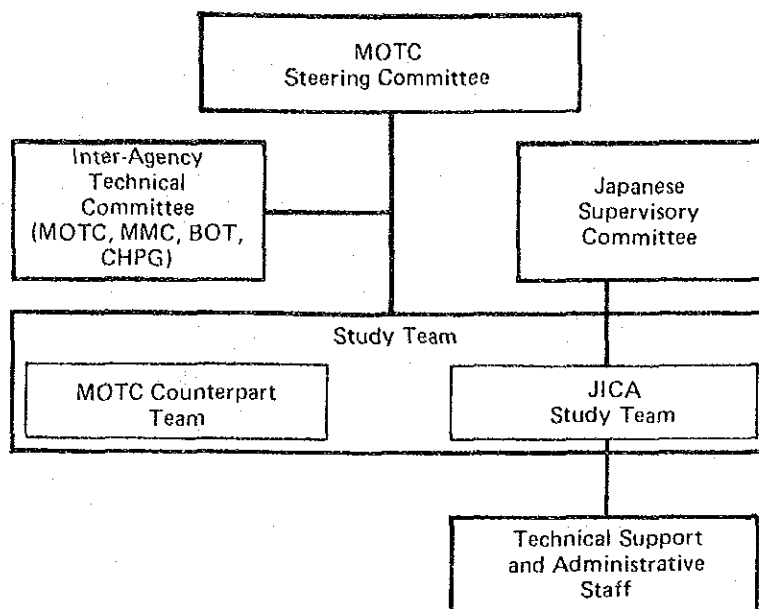 MOTC
Steering Committee
Inter-Agency
Technical
Committee
(MOTC, MMC, BOT,
CHPG)
Japanese
Supervisory
Committee
Study Team
MOTC Counterpart
Team
JICA
Study Team
Technical Support
and Administrative
Staff